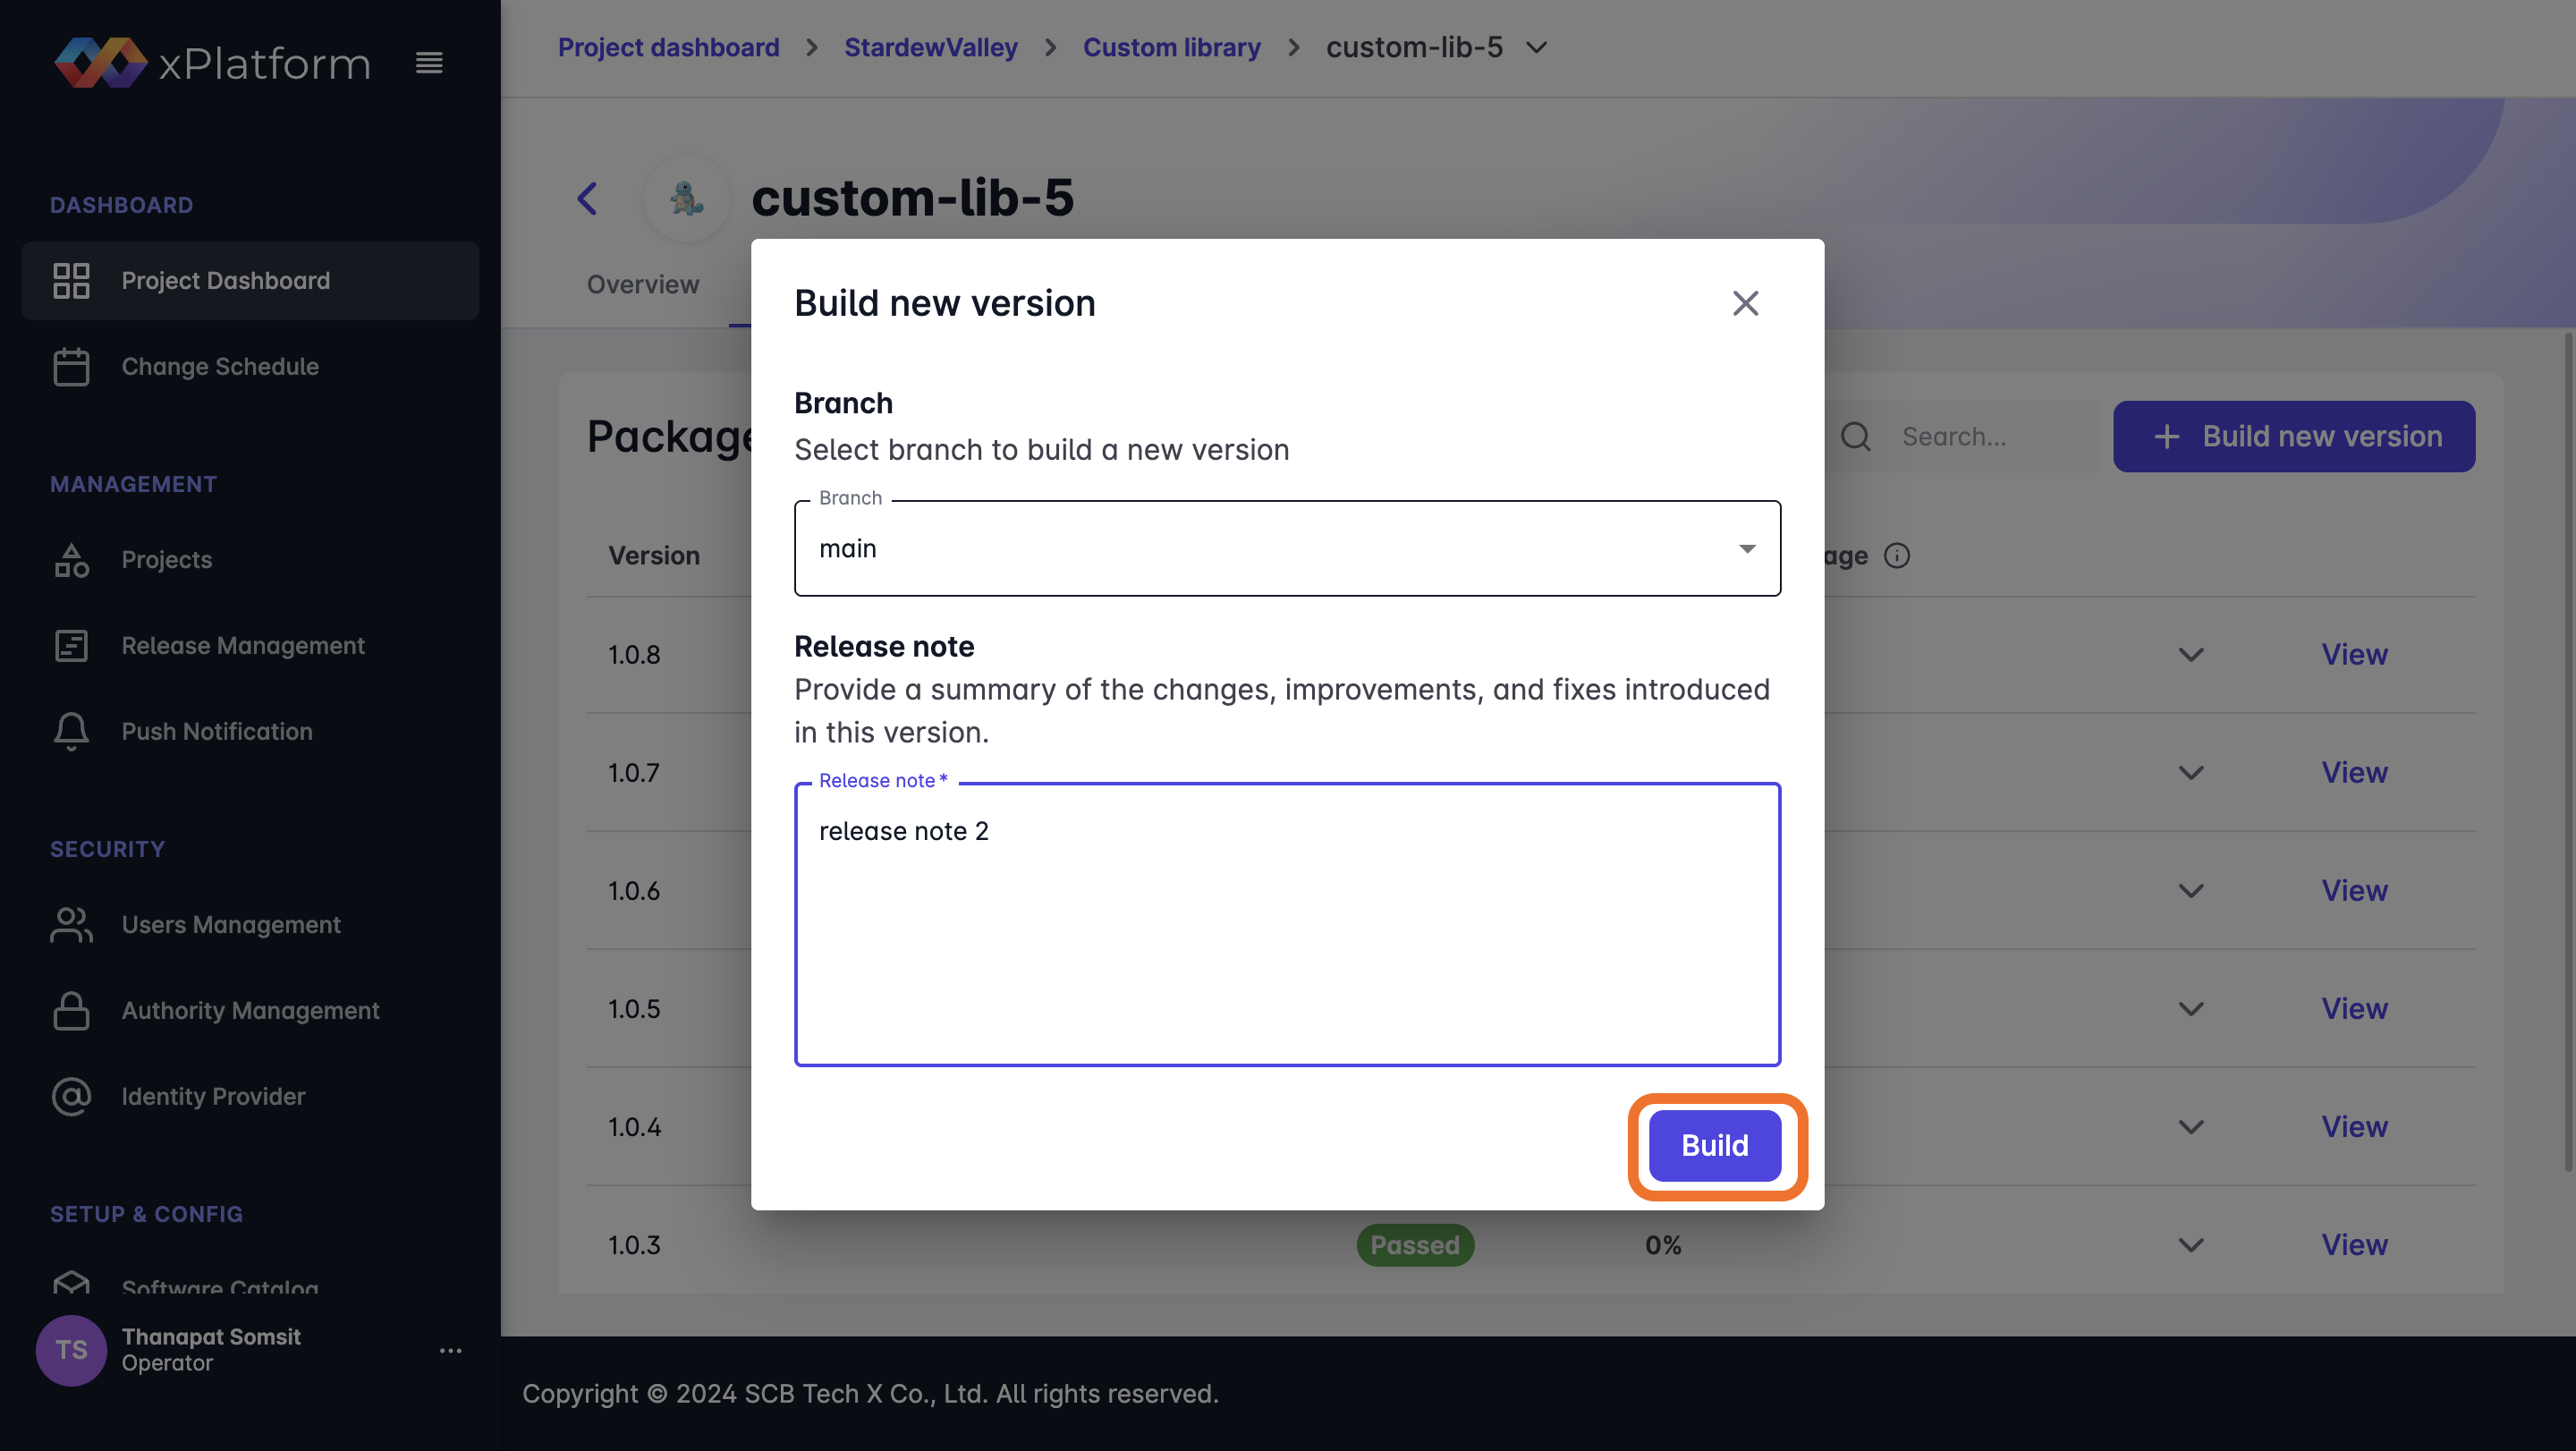 xPlatform
DASHBOARD
Project Dashboard
Change Schedule
MANAGEMENT
Projects
Release Management
Push Notification
SECURITY
Users Management
Authority Management
Identity Provider
SETUP & CONFIG
Software Catalog
TS
Thanapat Somsit
Operator
Project dashboard > StardewValley > Custom library > custom-lib-5
custom-lib-5
Overview
Package
Search...
+ Build new version
Version
age
1.0.8 View
1.0.7 View
1.0.6 View
1.0.5 View
1.0.4 View
1.0.3 Passed 0% View
Build new version
Branch
Select branch to build a new version
Branch
main
Release note
Provide a summary of the changes, improvements, and fixes introduced
in this version.
Release note *
release note 2
Build
Copyright © 2024 SCB Tech X Co., Ltd. All rights reserved.